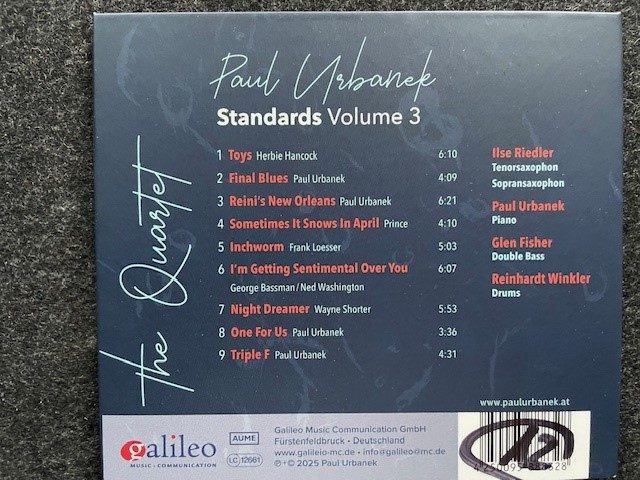 Paul Urbanek
Standards Volume 3
The Quartet
1 Toys Herbie Hancock 6:10
2 Final Blues Paul Urbanek 4:09
3 Reini's New Orleans Paul Urbanek 6:21
4 Sometimes It Snows In April Prince 4:10
5 Inchworm Frank Loesser 5:03
6 I'm Getting Sentimental Over You 6:07
George Bassman/Ned Washington
7 Night Dreamer Wayne Shorter 5:53
8 One For Us Paul Urbanek 3:36
9 Triple F Paul Urbanek 4:31
Ilse Riedler
Tenorsaxophon
Sopransaxophon
Paul Urbanek
Piano
Glen Fisher
Double Bass
Reinhardt Winkler
Drums
www.paulurbanek.at
galileo
MUSIC·COMMUNICATION
AUME
LC 12661
Galileo Music Communication GmbH
Fürstenfeldbruck • Deutschland
www.galileo-mc.de • info@galileo-mc.de
℗+© 2025 Paul Urbanek